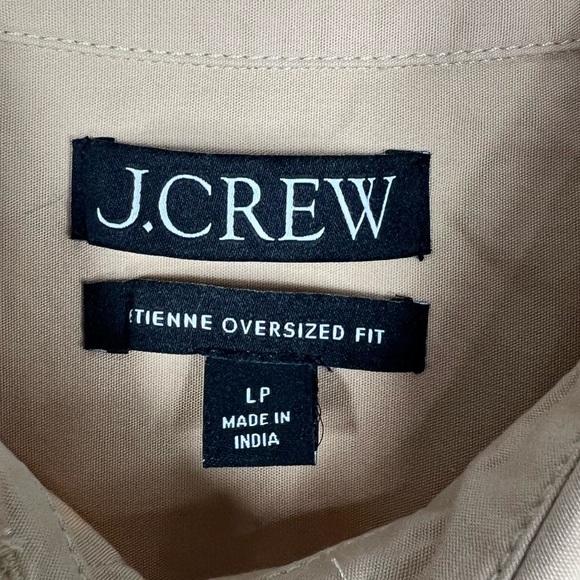 J.CREW
ETIENNE OVERSIZED FIT
LP
MADE IN
INDIA